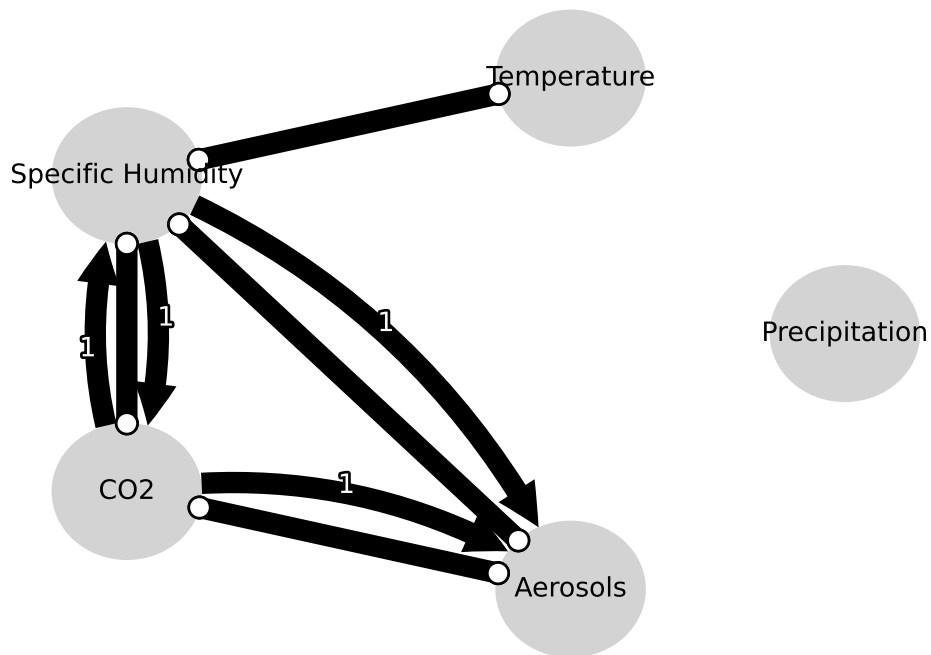 Temperature
Specific Humidity
1
1
Precipitation
1
1
CO2
Aerosols